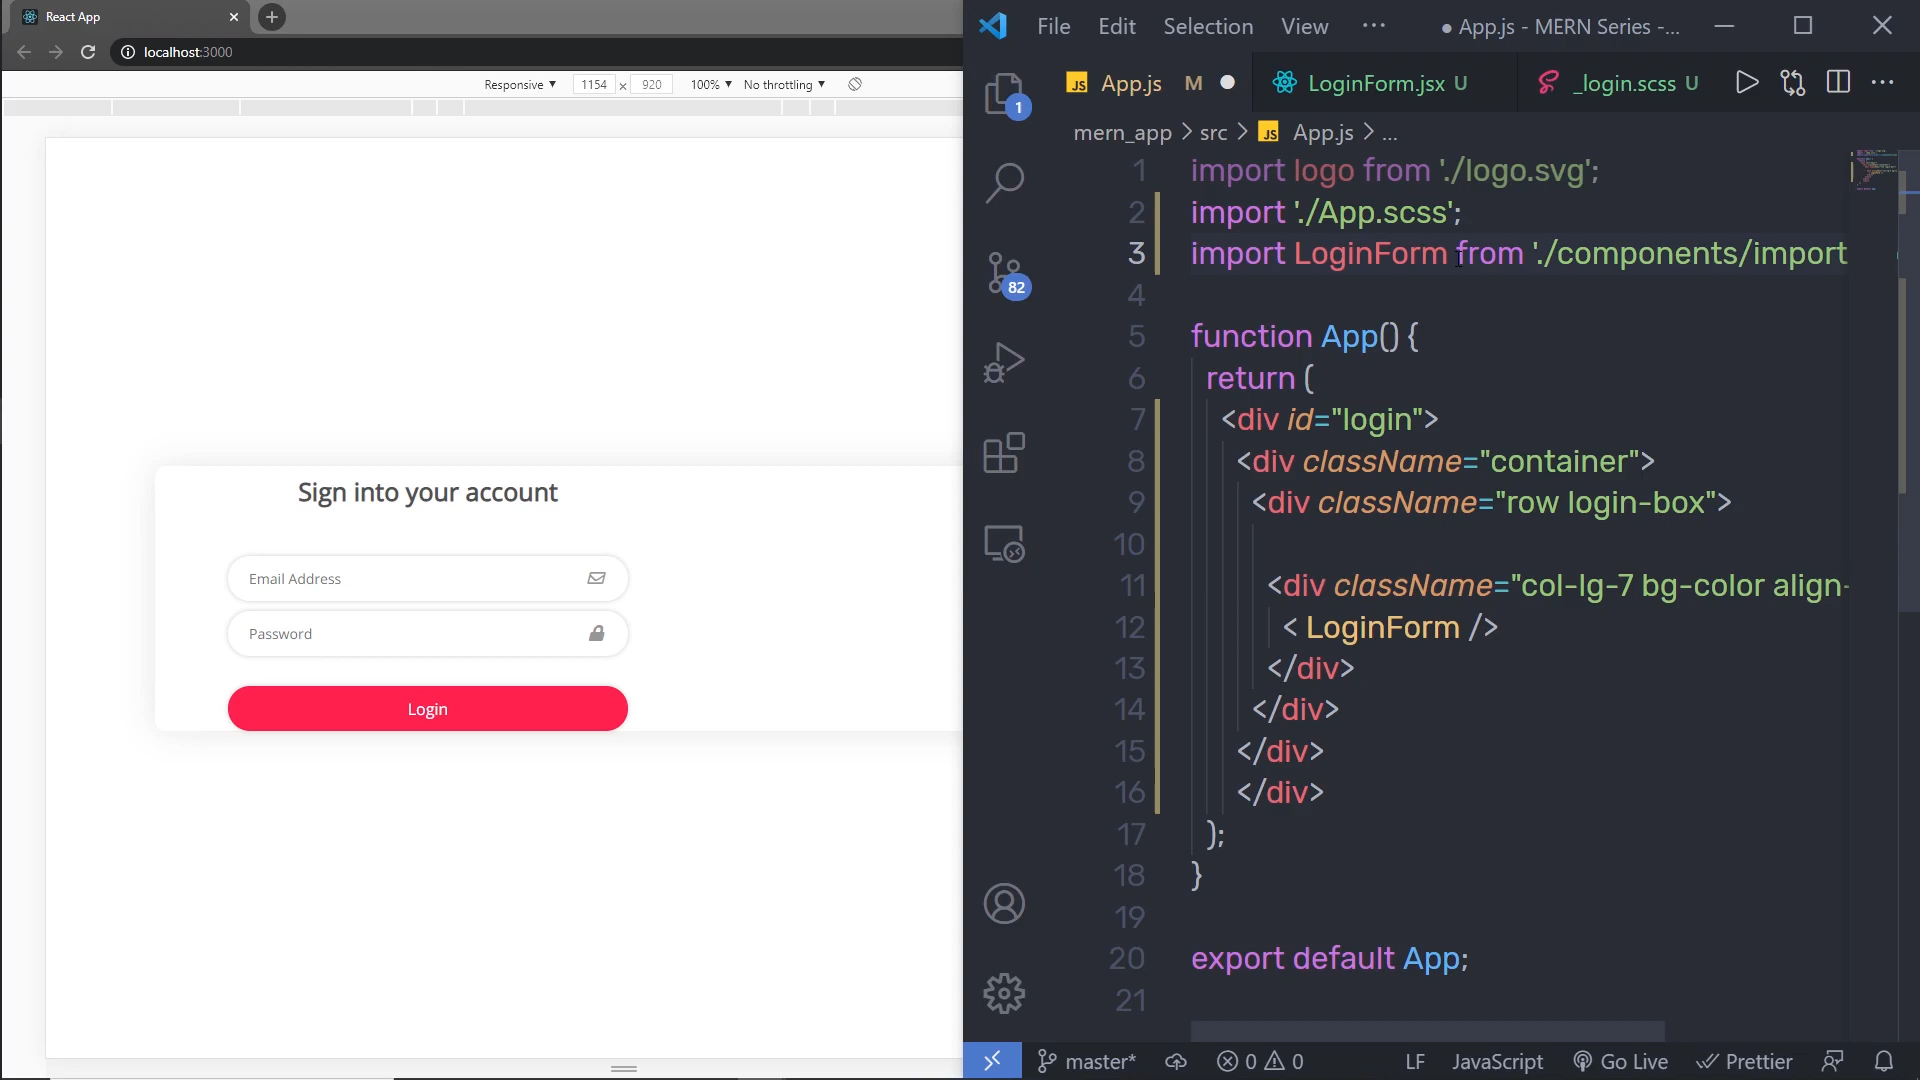 React App
localhost:3000
Responsive 1154 x 920 100% No throttling
Sign into your account
Email Address
Password
Login
File Edit Selection View ··· ● App.js - MERN Series -...
App.js M LoginForm.jsx U _login.scss U
mern_app > src > JS App.js > ...
1 import logo from './logo.svg';
2 import './App.scss';
3 import LoginForm from './components/import
4
5 function App() {
6 return (
7 <div id="login">
8 <div className="container">
9 <div className="row login-box">
10
11 <div className="col-lg-7 bg-color align-
12 < LoginForm />
13 </div>
14 </div>
15 </div>
16 </div>
17 );
18 }
19
20 export default App;
21
1
82
master* 0 0 LF JavaScript Go Live Prettier